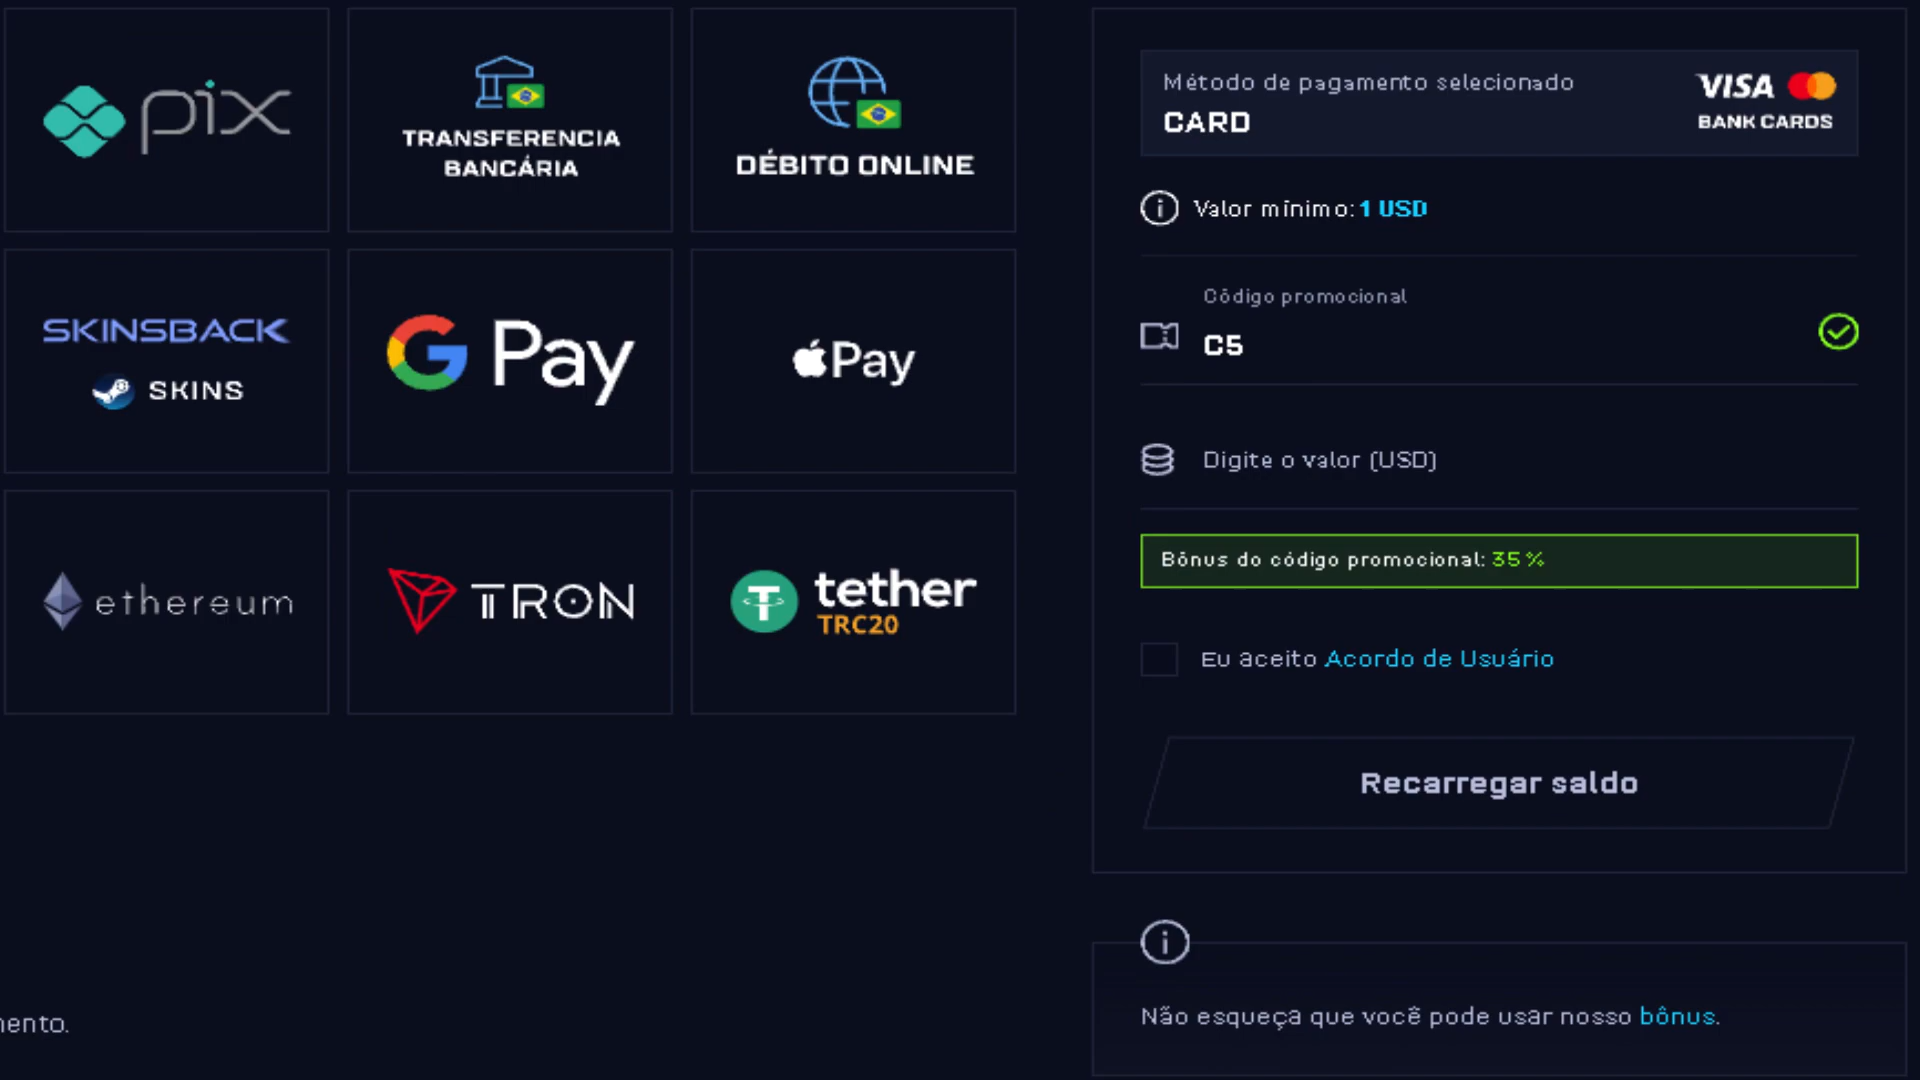 pix
TRANSFERENCIA
BANCÁRIA
DÉBITO ONLINE
SKINSBACK
SKINS
G Pay
Pay
ethereum
TRON
tether
TRC20
Método de pagamento selecionado
CARD
VISA
BANK CARDS
Valor mínimo: 1 USD
Código promocional
C5
Digite o valor (USD)
Bônus do código promocional: 35%
Eu aceito Acordo de Usuário
Recarregar saldo
Não esqueça que você pode usar nosso bônus.